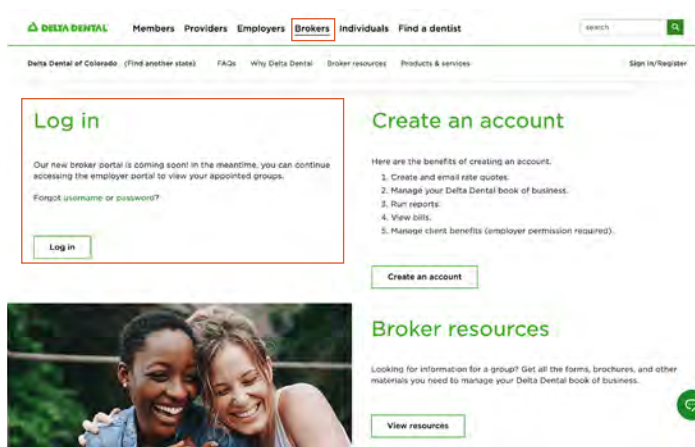 DELTA DENTAL Members Providers Employers Brokers Individuals Find a dentist search
Delta Dental of Colorado (Find another state) FAQs Why Delta Dental Broker resources Products & services Sign in/Register
Log in
Our new broker portal is coming soon! In the meantime, you can continue
accessing the employer portal to view your appointed groups.
Forgot username or password?
Log in
Create an account
Here are the benefits of creating an account.
1. Create and email rate quotes.
2. Manage your Delta Dental book of business.
3. Run reports.
4. View bills.
5. Manage client benefits (employer permission required).
Create an account
Broker resources
Looking for information for a group? Get all the forms, brochures, and other
materials you need to manage your Delta Dental book of business.
View resources